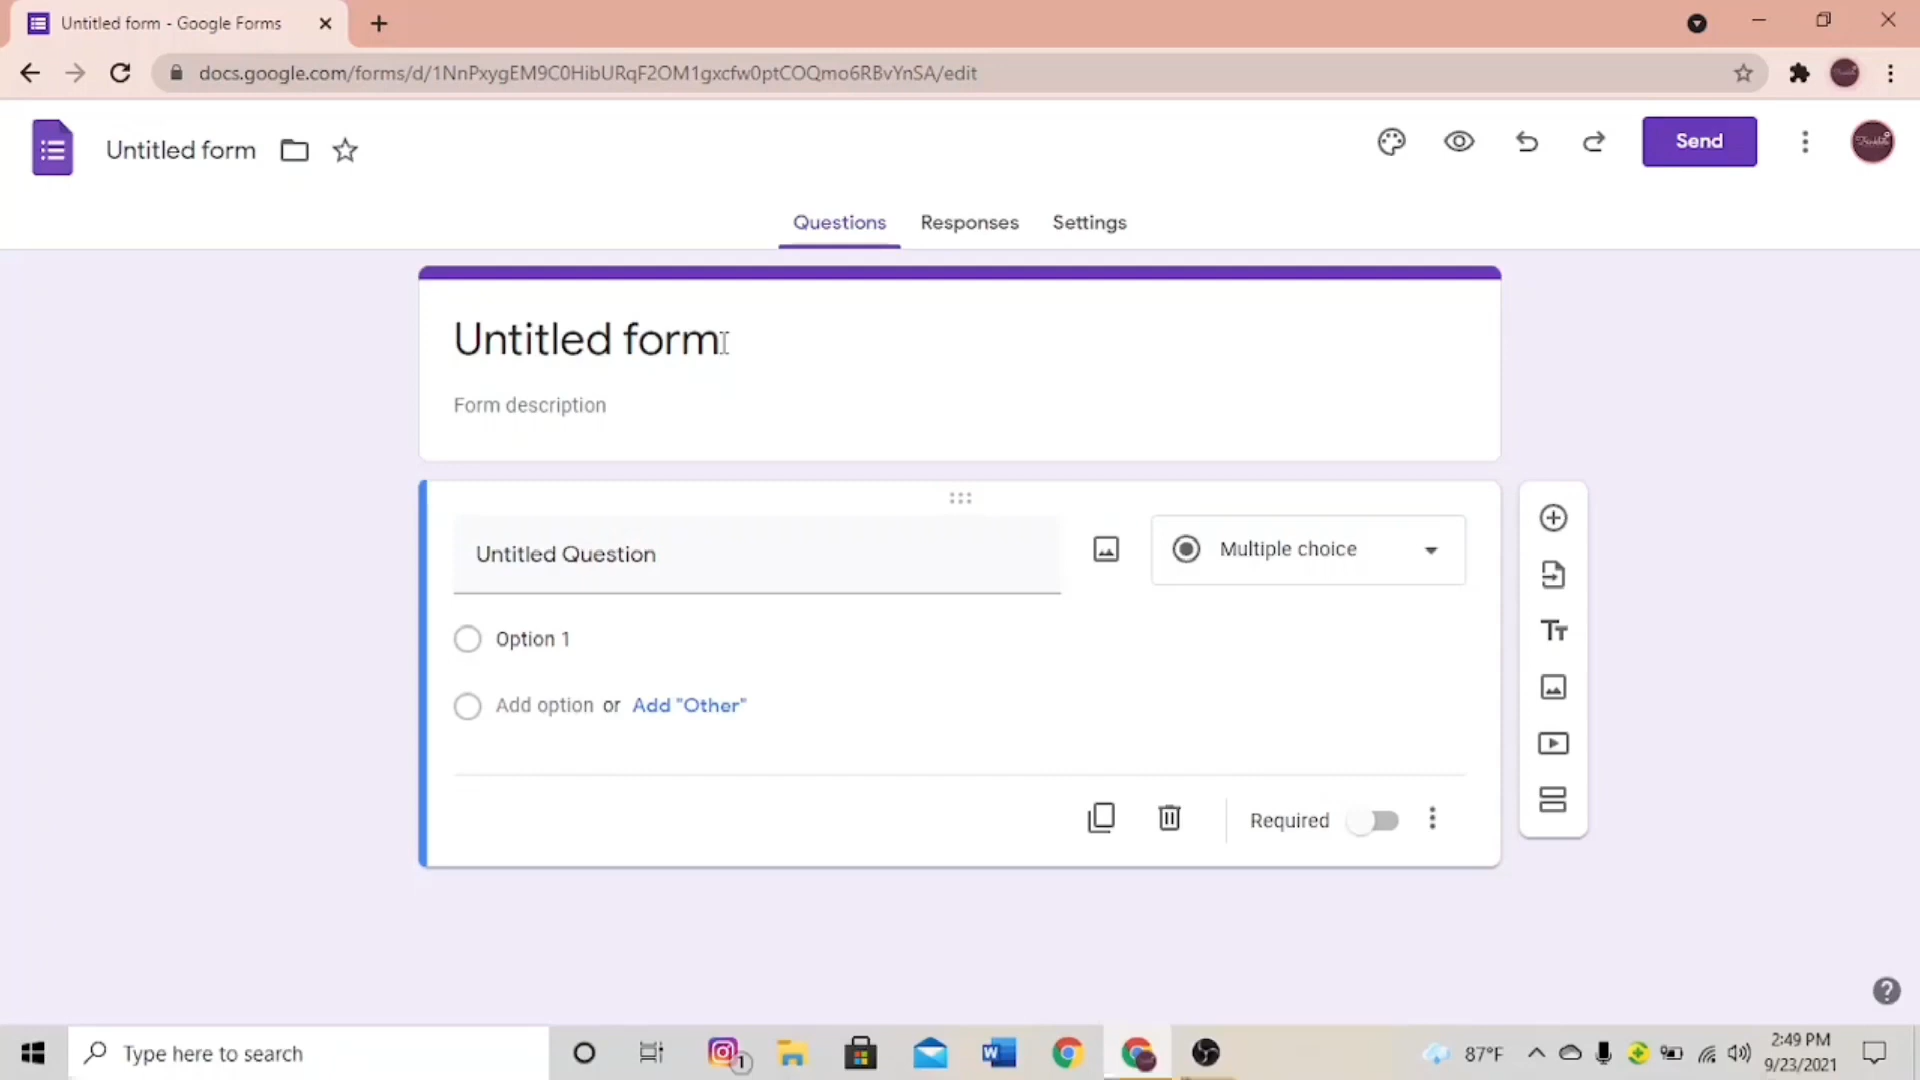 Untitled form - Google Forms
docs.google.com/forms/d/1NnPxygEM9C0HibURqF2OM1gxcfw0ptCOQmo6RBvYnSA/edit
Untitled form
Send
Questions
Responses
Settings
Untitled form
Form description
Untitled Question
Multiple choice
Option 1
Add option or Add "Other"
Required
Type here to search
1
87°F
2:49 PM
9/23/2021